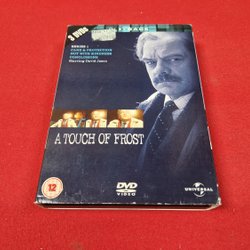 3 DVDs
SERIES 1
CARE & PROTECTION
NOT WITH KINDNESS
CONCLUSIONS
Starring David Jason
A TOUCH OF FROST
12
DVD
VIDEO
UNIVERSAL